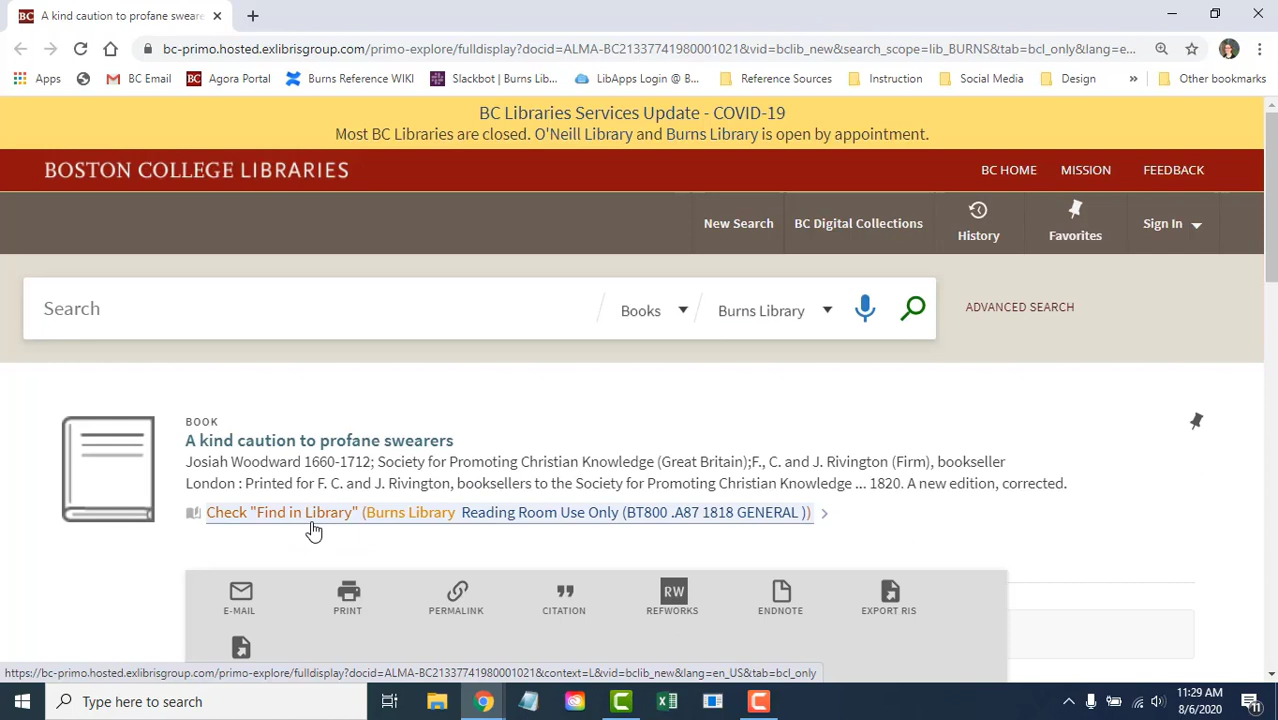 A kind caution to profane sweare
bc-primo.hosted.exlibrisgroup.com/primo-explore/fulldisplay?docid=ALMA-BC21337741980001021&vid=bclib_new&search_scope=lib_BURNS&tab=bcl_only&lang=e...
Apps BC Email Agora Portal Burns Reference WIKI Slackbot | Burns Lib... LibApps Login @ B... Reference Sources Instruction Social Media Design » Other bookmarks
BC Libraries Services Update - COVID-19
Most BC Libraries are closed. O'Neill Library and Burns Library is open by appointment.
BOSTON COLLEGE LIBRARIES BC HOME MISSION FEEDBACK
New Search BC Digital Collections History Favorites Sign In
Search Books Burns Library ADVANCED SEARCH
BOOK
A kind caution to profane swearers
Josiah Woodward 1660-1712; Society for Promoting Christian Knowledge (Great Britain);F., C. and J. Rivington (Firm), bookseller
London : Printed for F. C. and J. Rivington, booksellers to the Society for Promoting Christian Knowledge ... 1820. A new edition, corrected.
Check "Find in Library" (Burns Library Reading Room Use Only (BT800 .A87 1818 GENERAL ))
RW
E-MAIL PRINT PERMALINK CITATION REFWORKS ENDNOTE EXPORT RIS
https://bc-primo.hosted.exlibrisgroup.com/primo-explore/fulldisplay?docid=ALMA-BC21337741980001021&context=L&vid=bclib_new&lang=en_US&tab=bcl_only
Type here to search
11:29 AM
8/6/2020
11